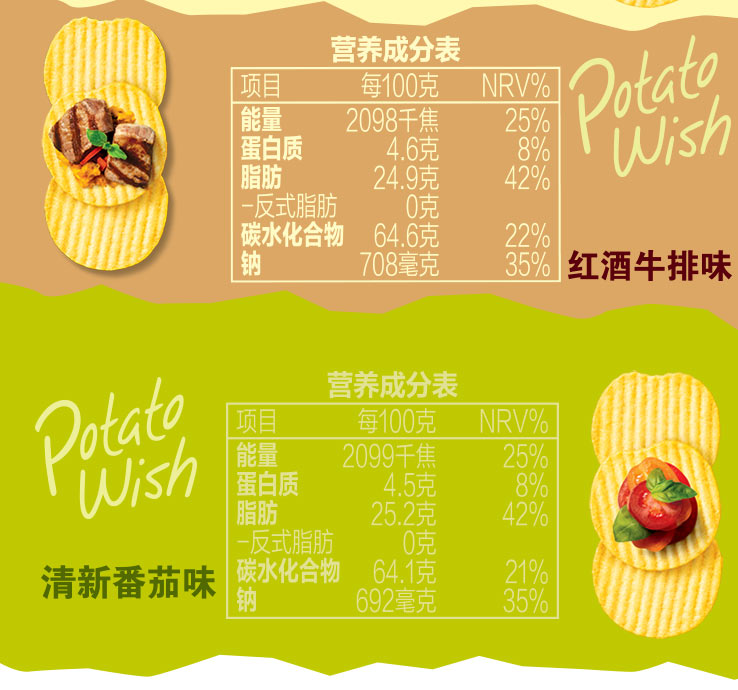 营养成分表
项目 每100克 NRV%
能量 2098千焦 25%
蛋白质 4.6克 8%
脂肪 24.9克 42%
-反式脂肪 0克
碳水化合物 64.6克 22%
钠 708毫克 35%
Potato
Wish
红酒牛排味
营养成分表
项目 每100克 NRV%
能量 2099千焦 25%
蛋白质 4.5克 8%
脂肪 25.2克 42%
-反式脂肪 0克
碳水化合物 64.1克 21%
钠 692毫克 35%
Potato
Wish
清新番茄味